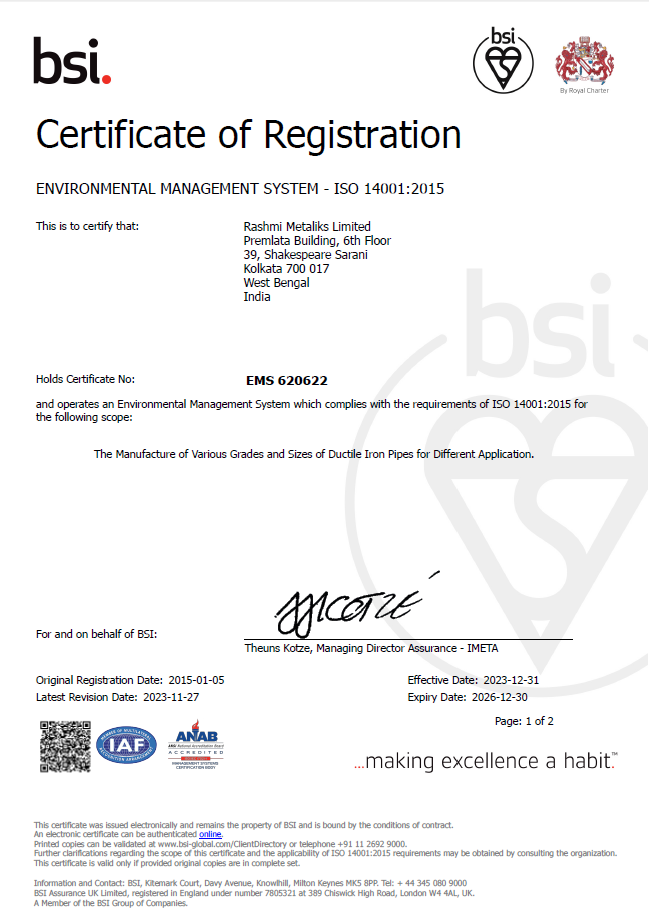 bsi.
bsi
By Royal Charter
Certificate of Registration
ENVIRONMENTAL MANAGEMENT SYSTEM - ISO 14001:2015
This is to certify that:
Rashmi Metaliks Limited
Premlata Building, 6th Floor
39, Shakespeare Sarani
Kolkata 700 017
West Bengal
India
bsi
Holds Certificate No:
EMS 620622
and operates an Environmental Management System which complies with the requirements of ISO 14001:2015 for
the following scope:
The Manufacture of Various Grades and Sizes of Ductile Iron Pipes for Different Application.
For and on behalf of BSI:
Theuns Kotze, Managing Director Assurance - IMETA
Original Registration Date: 2015-01-05
Effective Date: 2023-12-31
Latest Revision Date: 2023-11-27
Expiry Date: 2026-12-30
Page: 1 of 2
MEMBER OF MULTILATERAL
IAF
RECOGNITION ARRANGEMENT
ANAB
ANSI National Accreditation Board
ACCREDITED
MANAGEMENT SYSTEMS
CERTIFICATION BODY
...making excellence a habit.™
This certificate was issued electronically and remains the property of BSI and is bound by the conditions of contract.
An electronic certificate can be authenticated online.
Printed copies can be validated at www.bsi-global.com/ClientDirectory or telephone +91 11 2692 9000.
Further clarifications regarding the scope of this certificate and the applicability of ISO 14001:2015 requirements may be obtained by consulting the organization.
This certificate is valid only if provided original copies are in complete set.
Information and Contact: BSI, Kitemark Court, Davy Avenue, Knowlhill, Milton Keynes MK5 8PP. Tel: + 44 345 080 9000
BSI Assurance UK Limited, registered in England under number 7805321 at 389 Chiswick High Road, London W4 4AL, UK.
A Member of the BSI Group of Companies.